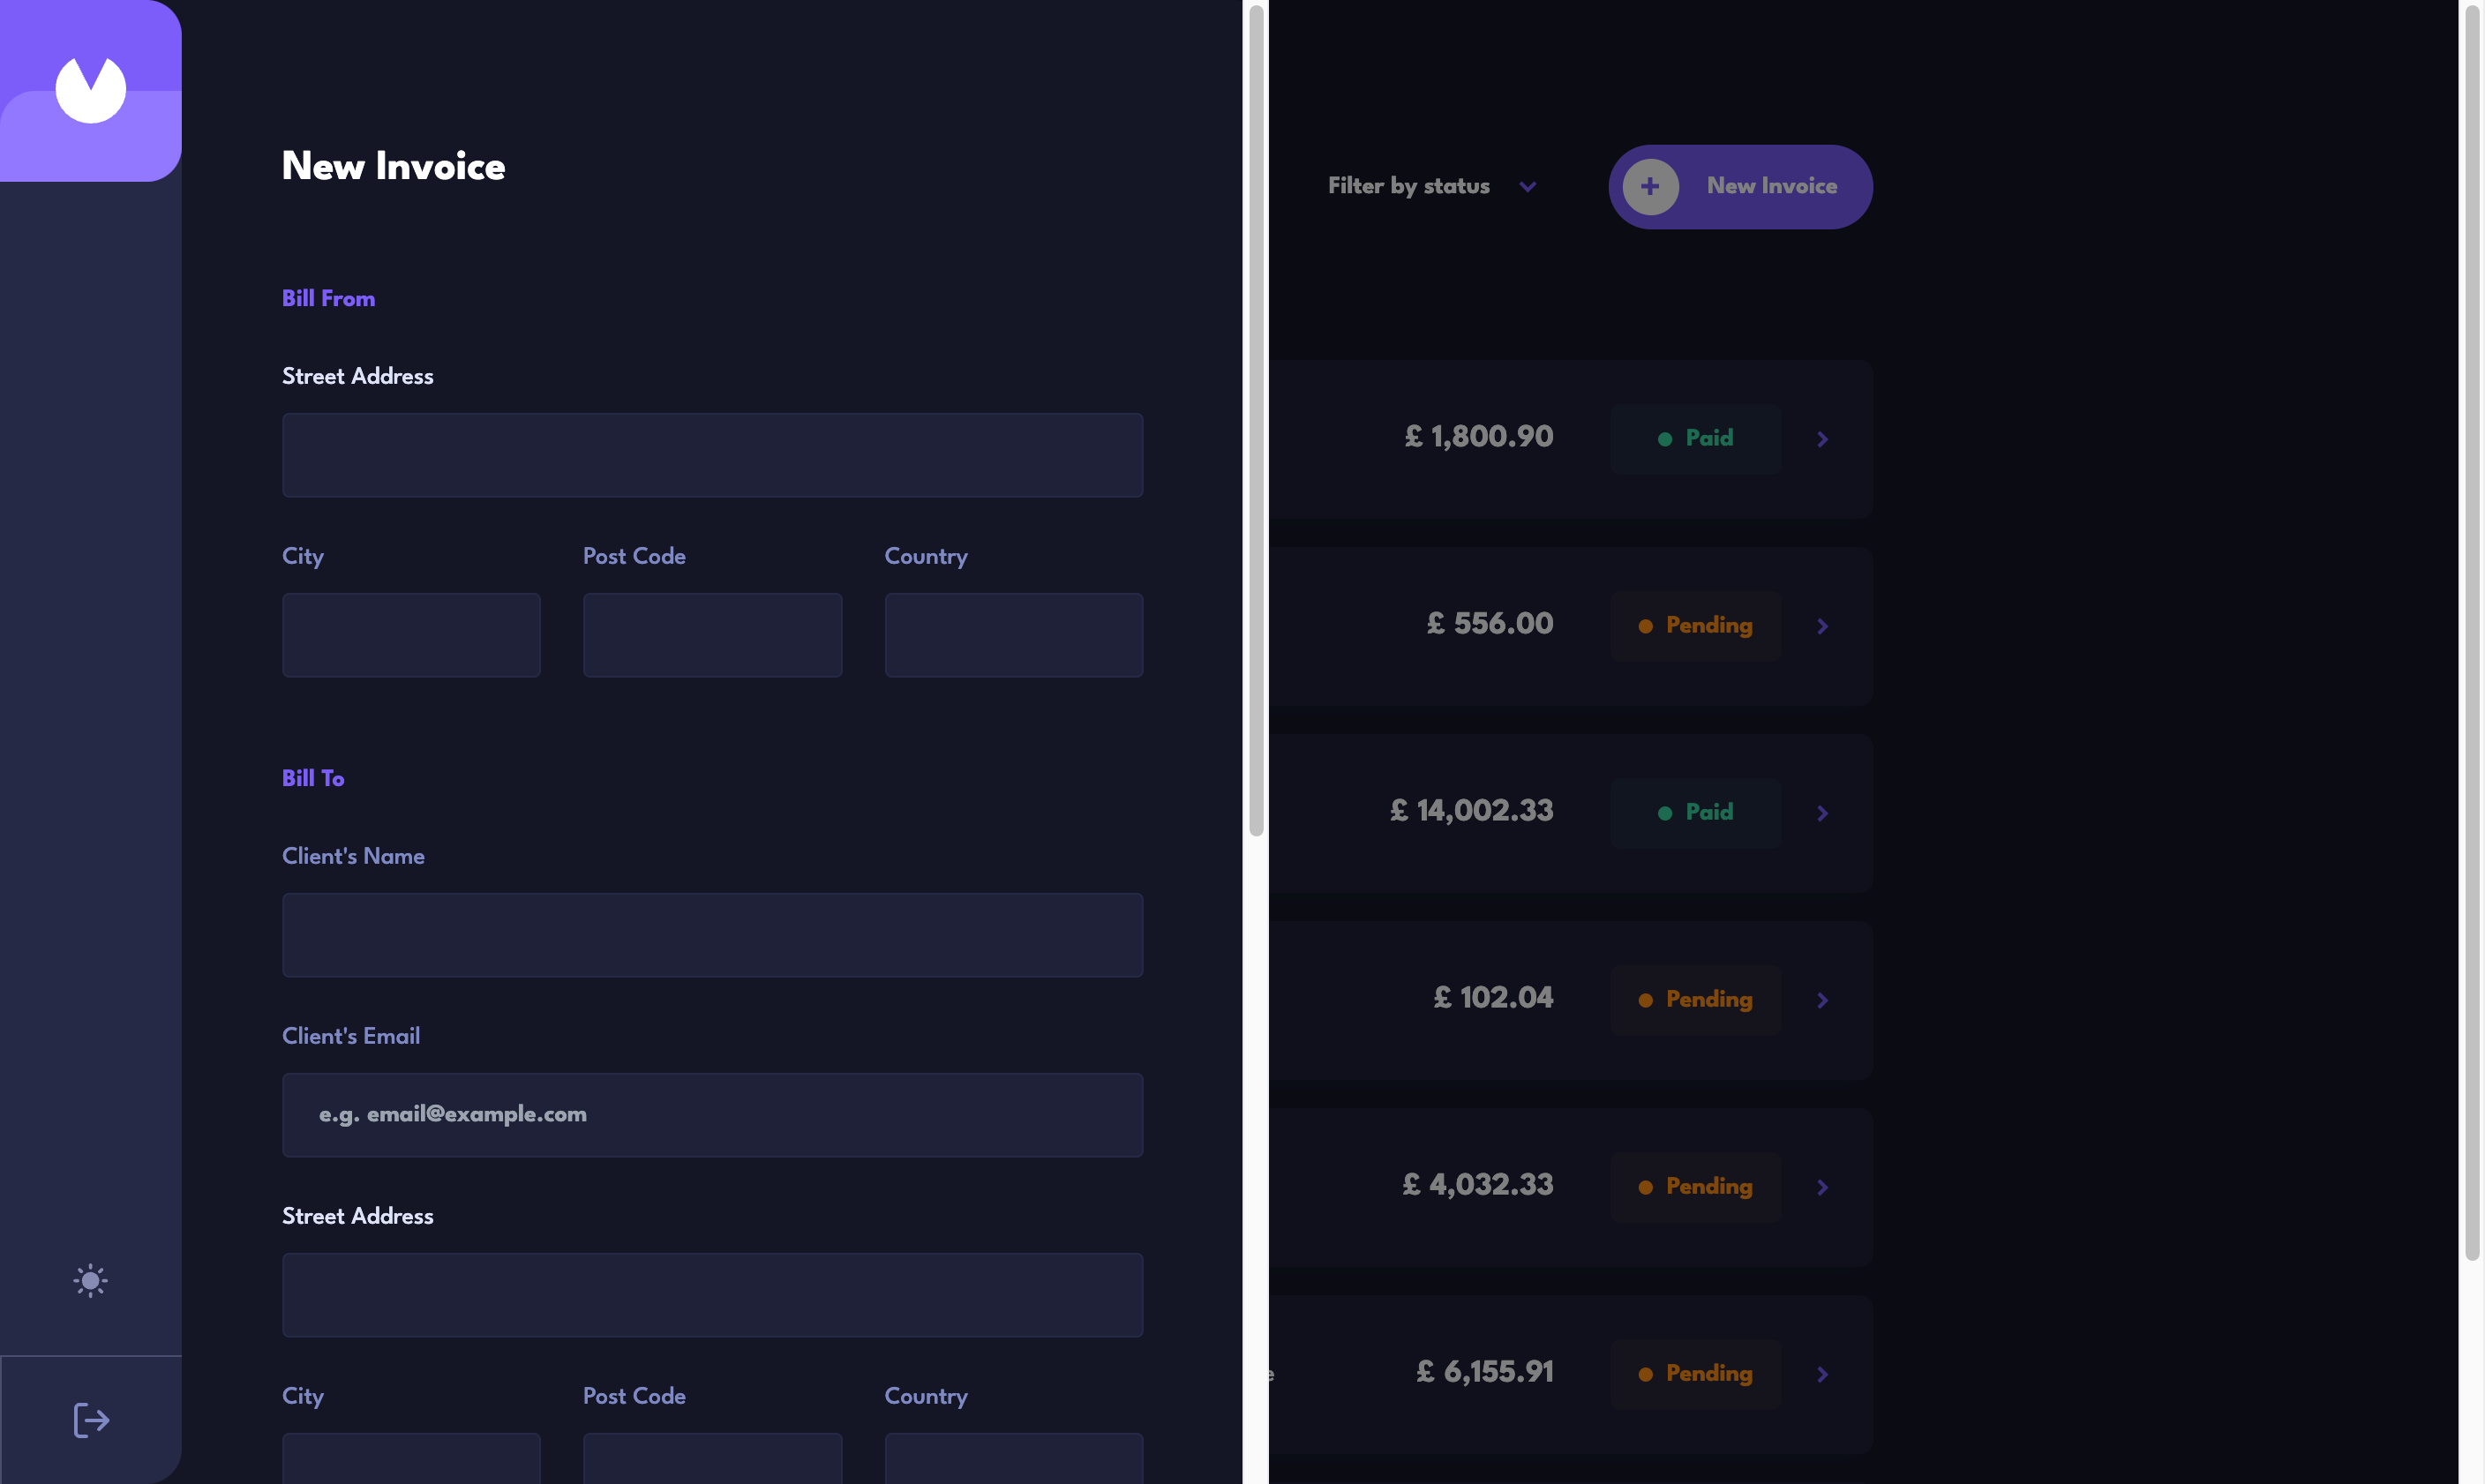 New Invoice
Bill From
Street Address
City Post Code Country
Bill To
Client's Name
Client's Email
e.g. email@example.com
Street Address
City Post Code Country
Filter by status
+ New Invoice
£ 1,800.90 Paid
£ 556.00 Pending
£ 14,002.33 Paid
£ 102.04 Pending
£ 4,032.33 Pending
£ 6,155.91 Pending